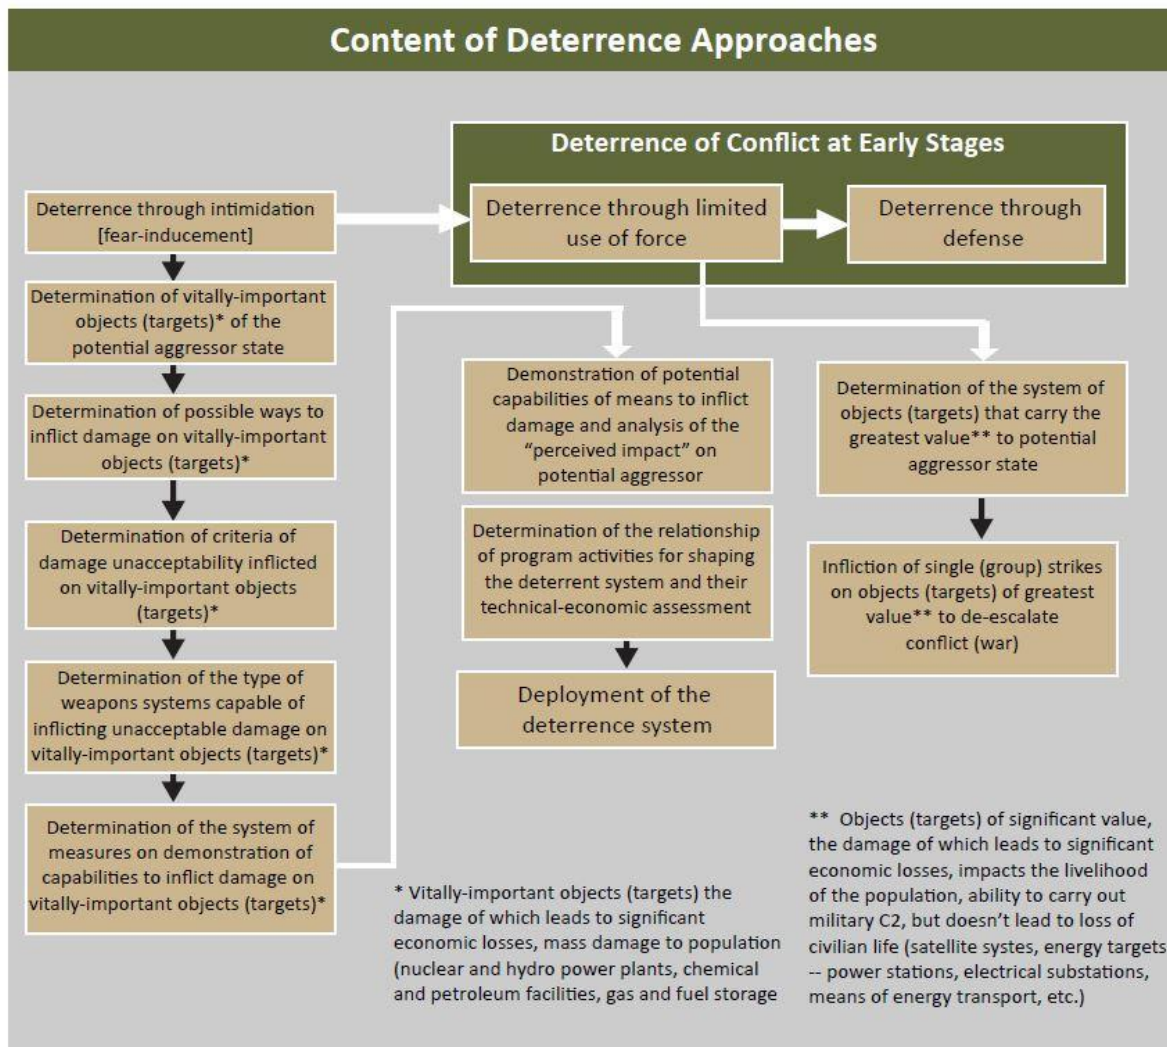 Content of Deterrence Approaches
Deterrence of Conflict at Early Stages
Deterrence through intimidation
[fear-inducement]
Deterrence through limited
use of force
Deterrence through
defense
Determination of vitally-important
objects (targets)* of the
potential aggressor state
Determination of possible ways to
inflict damage on vitally-important
objects (targets)*
Determination of criteria of
damage unacceptability inflicted
on vitally-important objects
(targets)*
Determination of the type of
weapons systems capable of
inflicting unacceptable damage on
vitally-important objects (targets)*
Determination of the system of
measures on demonstration of
capabilities to inflict damage on
vitally-important objects (targets)*
Demonstration of potential
capabilities of means to inflict
damage and analysis of the
“perceived impact” on
potential aggressor
Determination of the relationship
of program activities for shaping
the deterrent system and their
technical-economic assessment
Deployment of the
deterrence system
Determination of the system of
objects (targets) that carry the
greatest value** to potential
aggressor state
Infliction of single (group) strikes
on objects (targets) of greatest
value** to de-escalate
conflict (war)
* Vitally-important objects (targets) the
damage of which leads to significant
economic losses, mass damage to population
(nuclear and hydro power plants, chemical
and petroleum facilities, gas and fuel storage
** Objects (targets) of significant value,
the damage of which leads to significant
economic losses, impacts the livelihood
of the population, ability to carry out
military C2, but doesn’t lead to loss of
civilian life (satellite systes, energy targets
-- power stations, electrical substations,
means of energy transport, etc.)